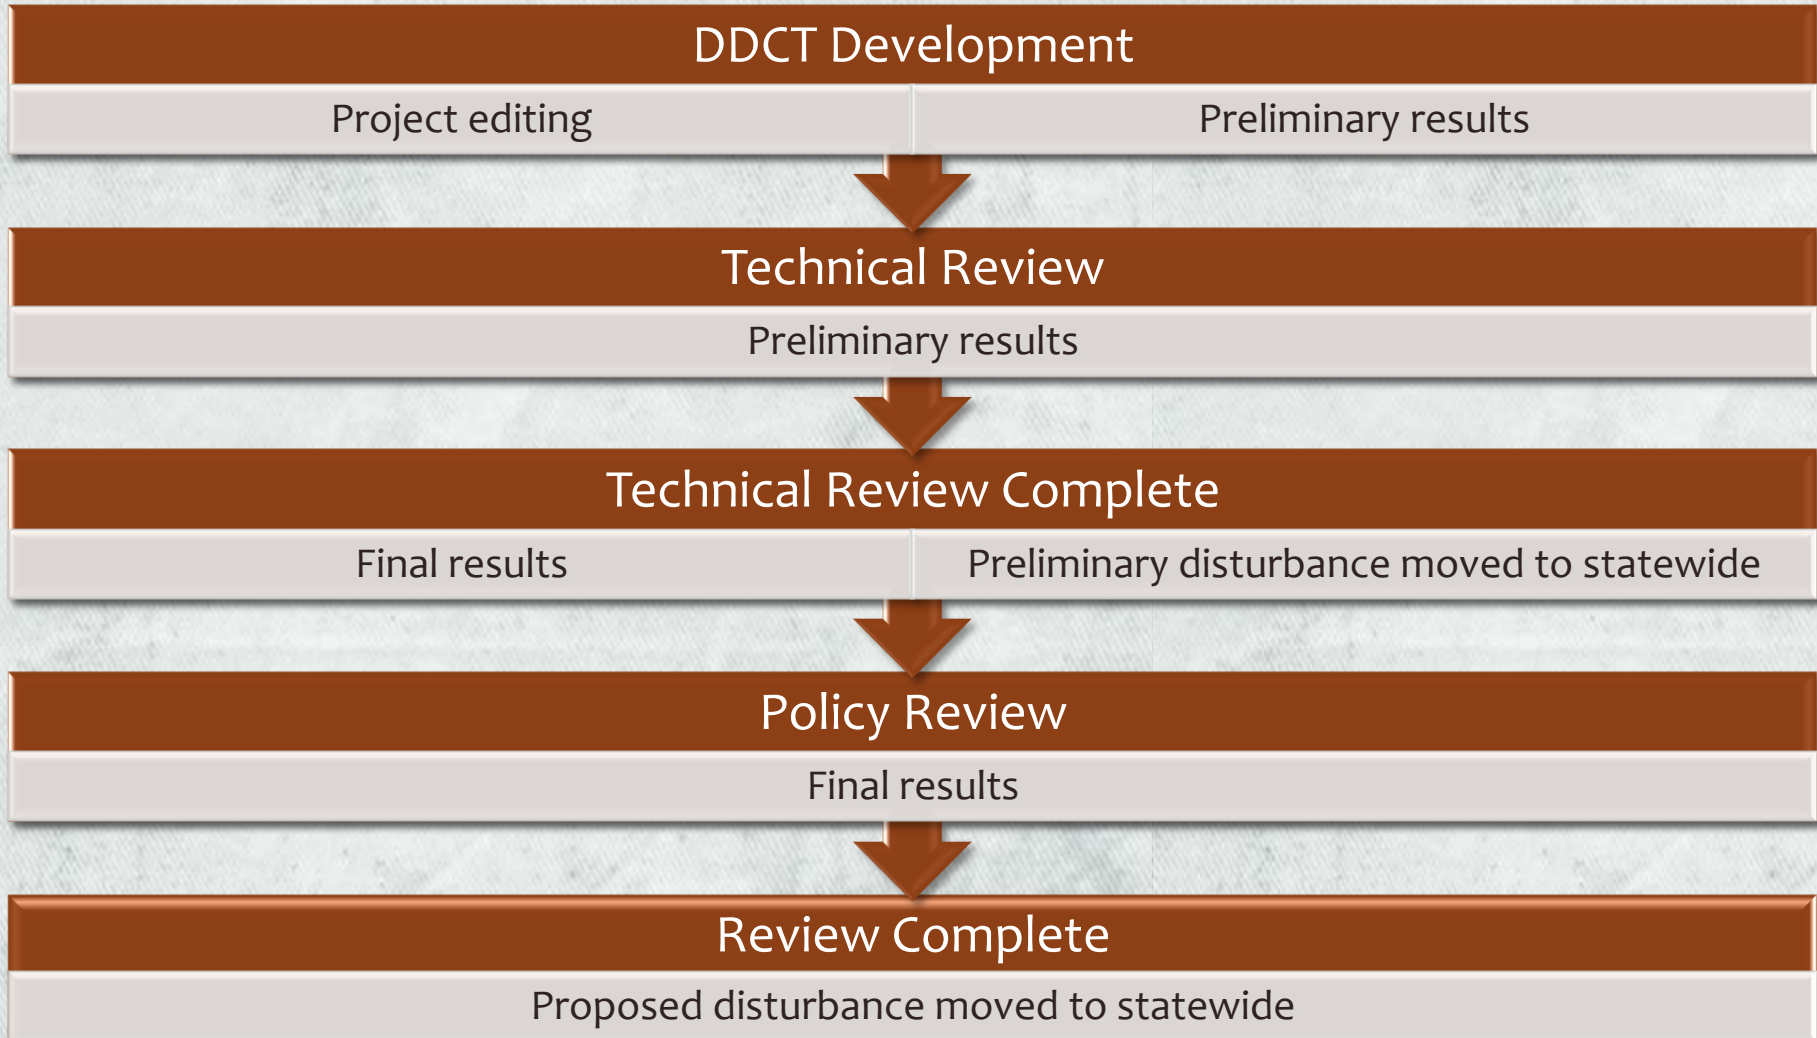 DDCT Development
Project editing
Preliminary results
Technical Review
Preliminary results
Technical Review Complete
Final results
Preliminary disturbance moved to statewide
Policy Review
Final results
Review Complete
Proposed disturbance moved to statewide